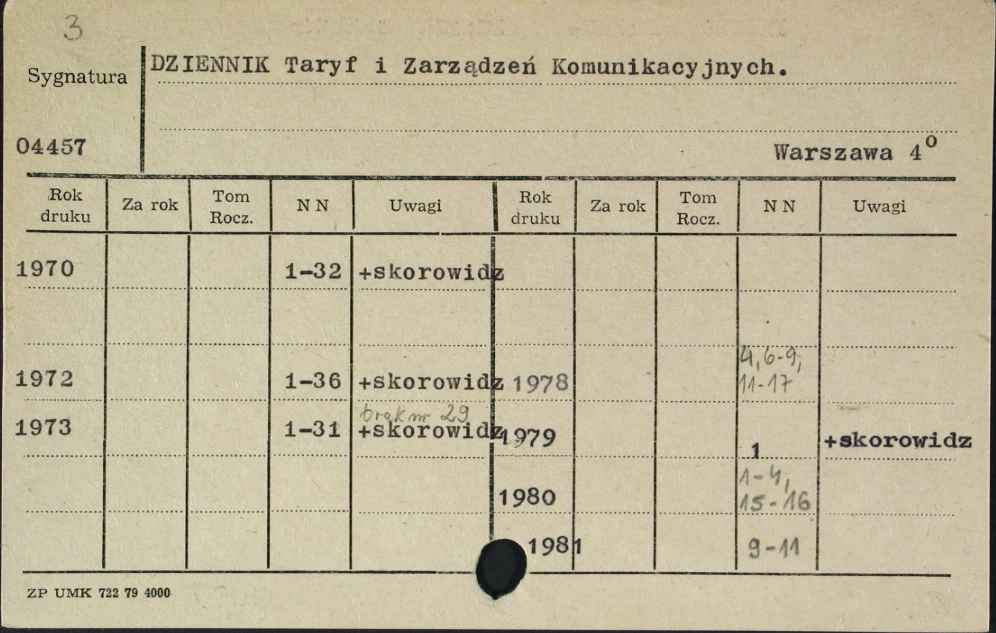 3
Sygnatura
DZIENNIK Taryf i Zarządzeń Komunikacyjnych.
04457
Warszawa 4º
Rok druku Za rok Tom Rocz. N N Uwagi Rok druku Za rok Tom Rocz. N N Uwagi
1970 1-32 +skorowidz
4, 6-9,
1972 1-36 +skorowidz 1978 11-17
brak nr 29
1973 1-31 +skorowidz 1979 1 +skorowidz
1-4,
1980 15-16
1981 9-11
ZP UMK 722 79 4000